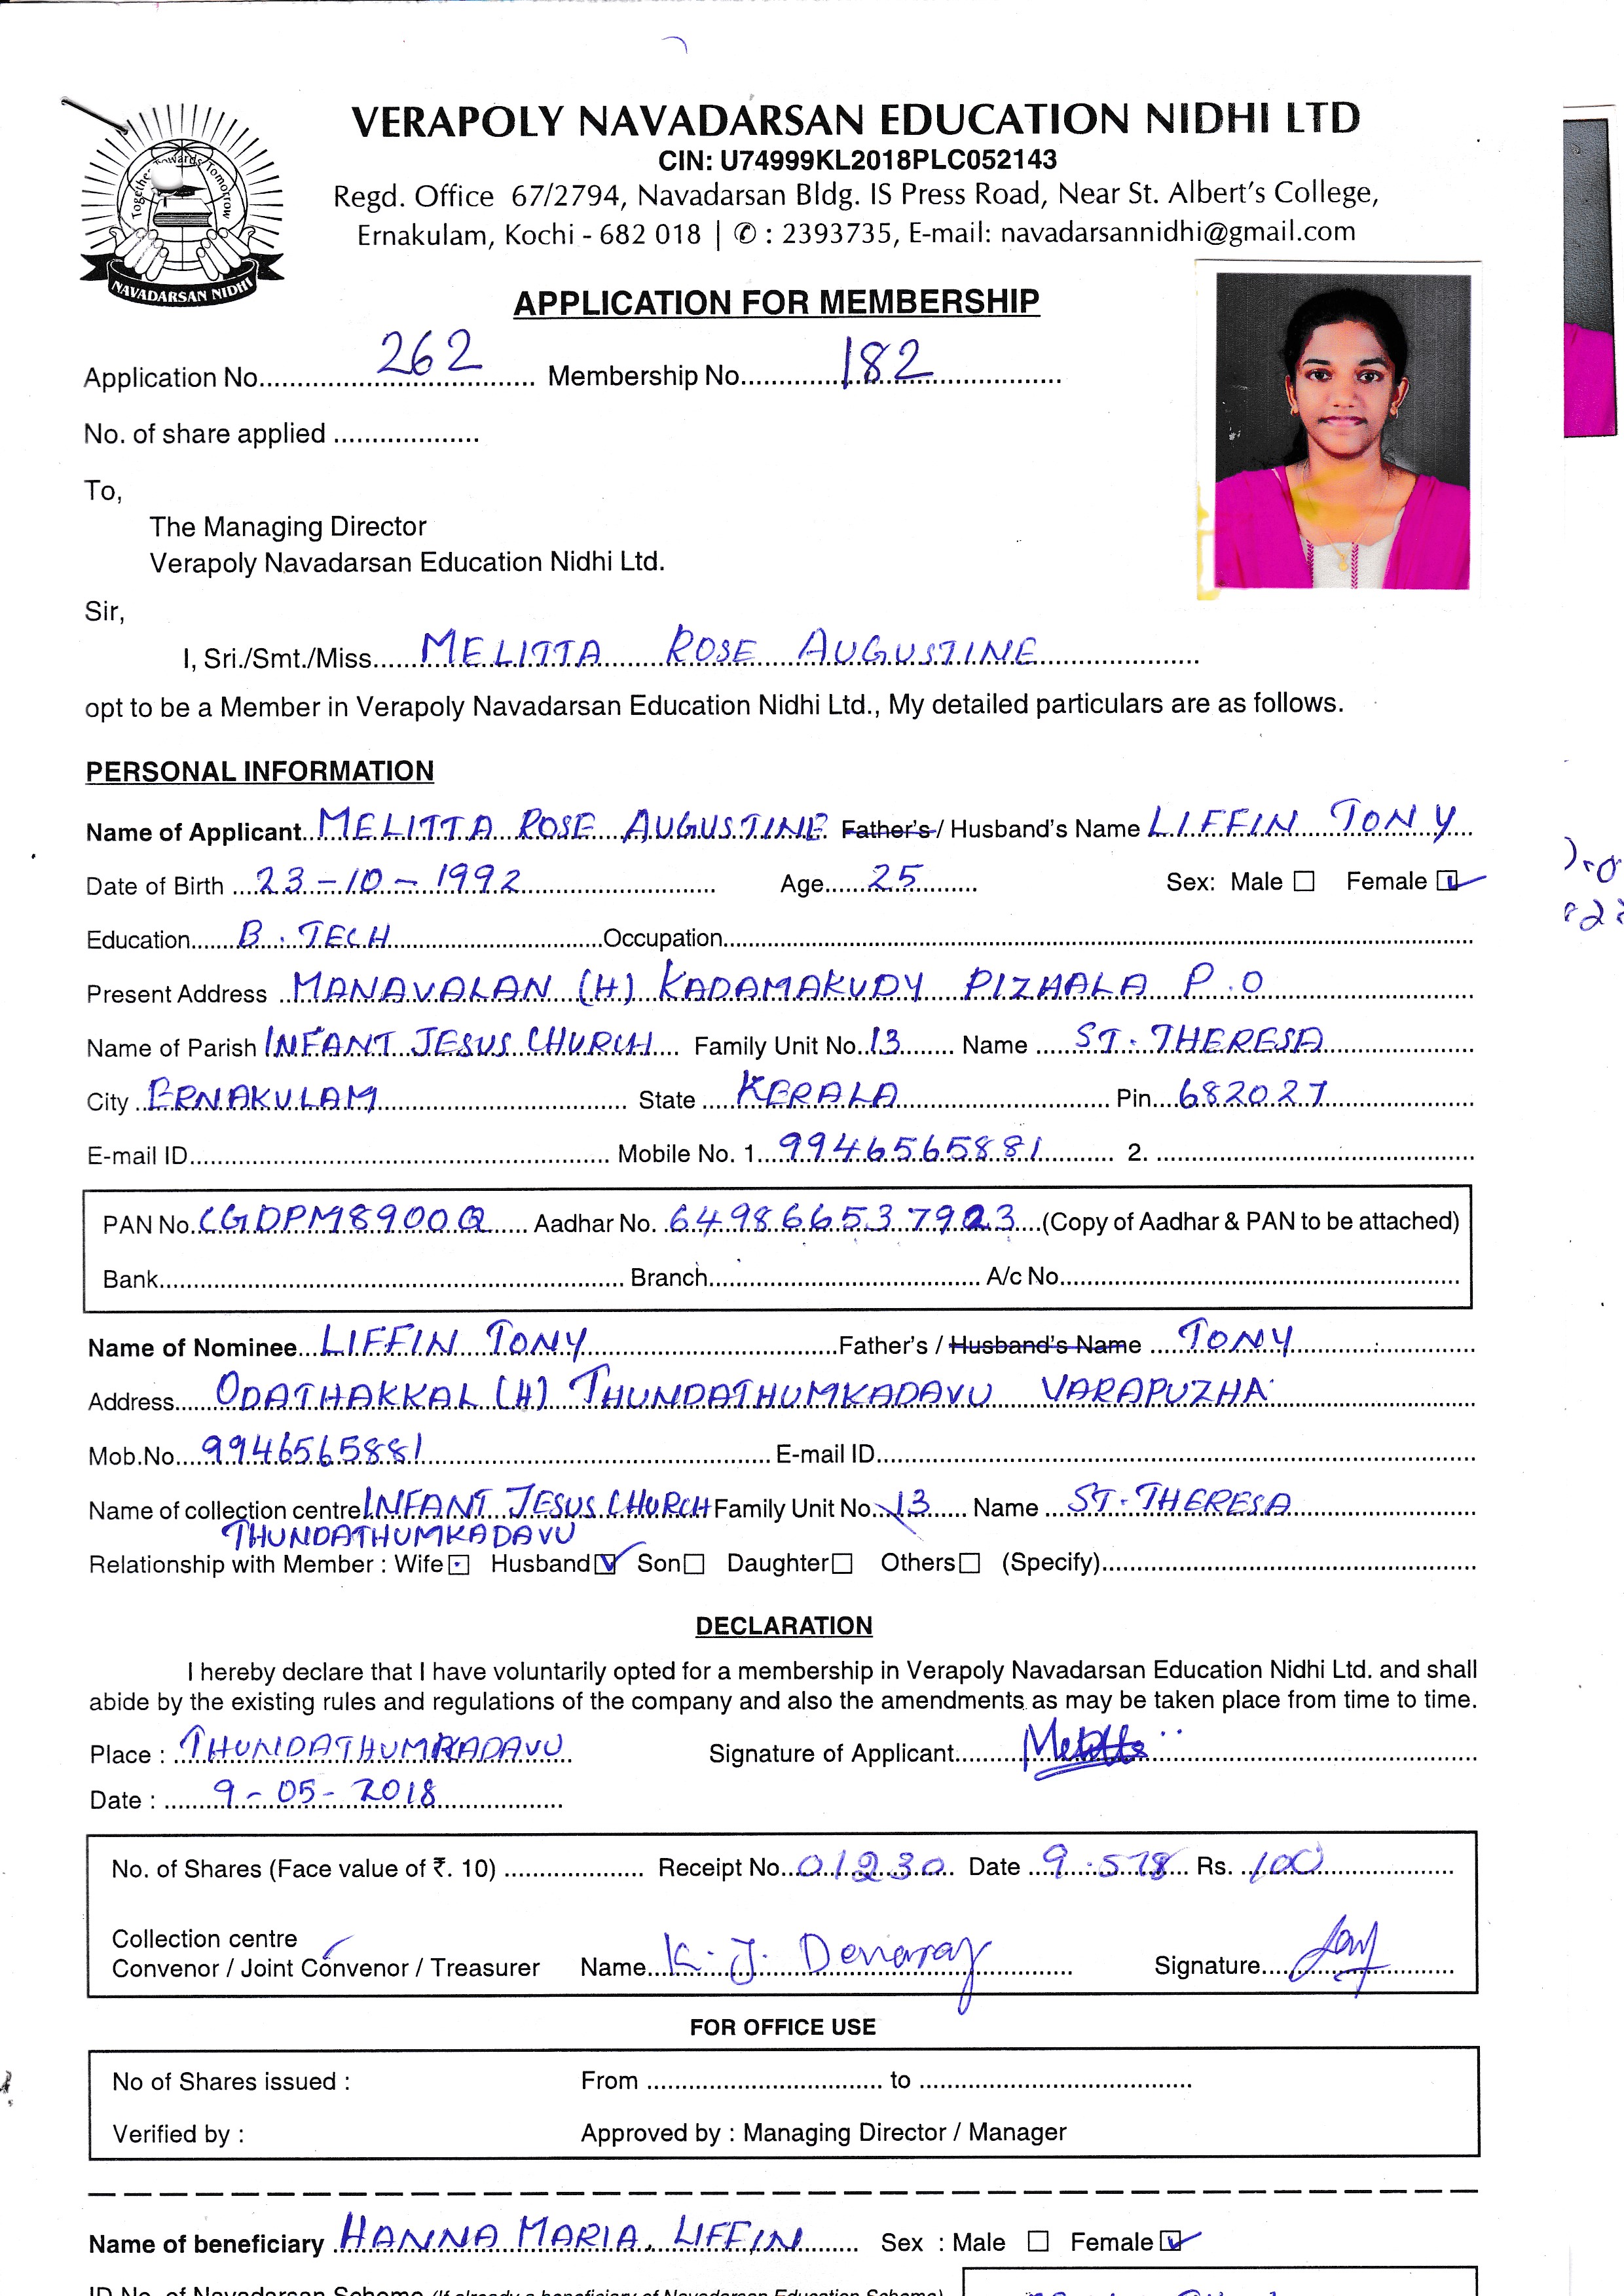 VERAPOLY NAVADARSAN EDUCATION NIDHI LTD
CIN: U74999KL2018PLC052143
Regd. Office 67/2794, Navadarsan Bldg. IS Press Road, Near St. Albert's College,
Ernakulam, Kochi - 682 018 | ✆ : 2393735, E-mail: navadarsannidhi@gmail.com
Together Towards Tomorrow
NAVADARSAN NIDHI
APPLICATION FOR MEMBERSHIP
Application No. 262 Membership No. 182
No. of share applied
To,
The Managing Director
Verapoly Navadarsan Education Nidhi Ltd.
Sir,
I, Sri./Smt./Miss. MELITTA ROSE AUGUSTINE
opt to be a Member in Verapoly Navadarsan Education Nidhi Ltd., My detailed particulars are as follows.
PERSONAL INFORMATION
Name of Applicant MELITTA ROSE AUGUSTINE Father's / Husband's Name LIFFIN TONY
Date of Birth 23-10-1992 Age 25 Sex: Male ☐ Female ☑
Education B.TECH Occupation
Present Address MANAVALAN (H) KADAMAKUDY PIZHALA P.O
Name of Parish INFANT JESUS CHURCH Family Unit No. 13 Name ST. THERESA
City ERNAKULAM State KERALA Pin 682027
E-mail ID Mobile No. 1. 9946565881 2.
PAN No. CGDPM8900Q Aadhar No. 649866537923 (Copy of Aadhar & PAN to be attached)
Bank Branch A/c No.
Name of Nominee LIFFIN TONY Father's / Husband's Name TONY
Address ODATHAKKAL (H) THUNDATHUMKADAVU VARAPUZHA
Mob.No. 9946565881 E-mail ID
Name of collection centre INFANT JESUS CHURCH Family Unit No. 13 Name ST. THERESA
THUNDATHUMKADAVU
Relationship with Member : Wife ☐ Husband ☑ Son ☐ Daughter ☐ Others ☐ (Specify)
DECLARATION
I hereby declare that I have voluntarily opted for a membership in Verapoly Navadarsan Education Nidhi Ltd. and shall
abide by the existing rules and regulations of the company and also the amendments as may be taken place from time to time.
Place : THUNDATHUMKADAVU Signature of Applicant Melitta
Date : 9-05-2018
No. of Shares (Face value of ₹. 10) Receipt No. 01230 Date 9.5.18 Rs. 100
Collection centre
Convenor / Joint Convenor / Treasurer Name K.J. Signature
FOR OFFICE USE
No of Shares issued : From to
Verified by : Approved by : Managing Director / Manager
Name of beneficiary HANNA MARIA LIFFIN Sex : Male ☐ Female ☑
ID No. of Navadarsan Scheme (If already a beneficiary of Navadarsan Education Scheme)